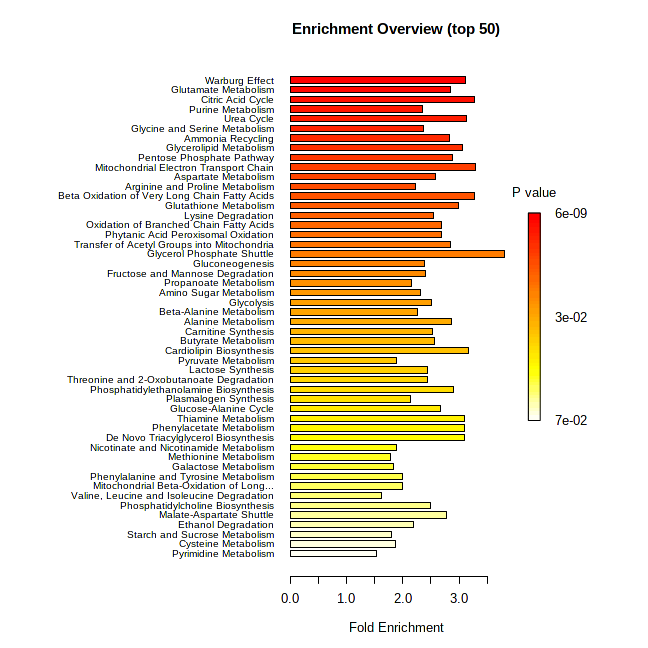 Enrichment Overview (top 50)
Warburg Effect
Glutamate Metabolism
Citric Acid Cycle
Purine Metabolism
Urea Cycle
Glycine and Serine Metabolism
Ammonia Recycling
Glycerolipid Metabolism
Pentose Phosphate Pathway
Mitochondrial Electron Transport Chain
Aspartate Metabolism
Arginine and Proline Metabolism
Beta Oxidation of Very Long Chain Fatty Acids
Glutathione Metabolism
Lysine Degradation
Oxidation of Branched Chain Fatty Acids
Phytanic Acid Peroxisomal Oxidation
Transfer of Acetyl Groups into Mitochondria
Glycerol Phosphate Shuttle
Gluconeogenesis
Fructose and Mannose Degradation
Propanoate Metabolism
Amino Sugar Metabolism
Glycolysis
Beta-Alanine Metabolism
Alanine Metabolism
Carnitine Synthesis
Butyrate Metabolism
Cardiolipin Biosynthesis
Pyruvate Metabolism
Lactose Synthesis
Threonine and 2-Oxobutanoate Degradation
Phosphatidylethanolamine Biosynthesis
Plasmalogen Synthesis
Glucose-Alanine Cycle
Thiamine Metabolism
Phenylacetate Metabolism
De Novo Triacylglycerol Biosynthesis
Nicotinate and Nicotinamide Metabolism
Methionine Metabolism
Galactose Metabolism
Phenylalanine and Tyrosine Metabolism
Mitochondrial Beta-Oxidation of Long...
Valine, Leucine and Isoleucine Degradation
Phosphatidylcholine Biosynthesis
Malate-Aspartate Shuttle
Ethanol Degradation
Starch and Sucrose Metabolism
Cysteine Metabolism
Pyrimidine Metabolism
0.0 1.0 2.0 3.0
Fold Enrichment
P value
6e-09
3e-02
7e-02